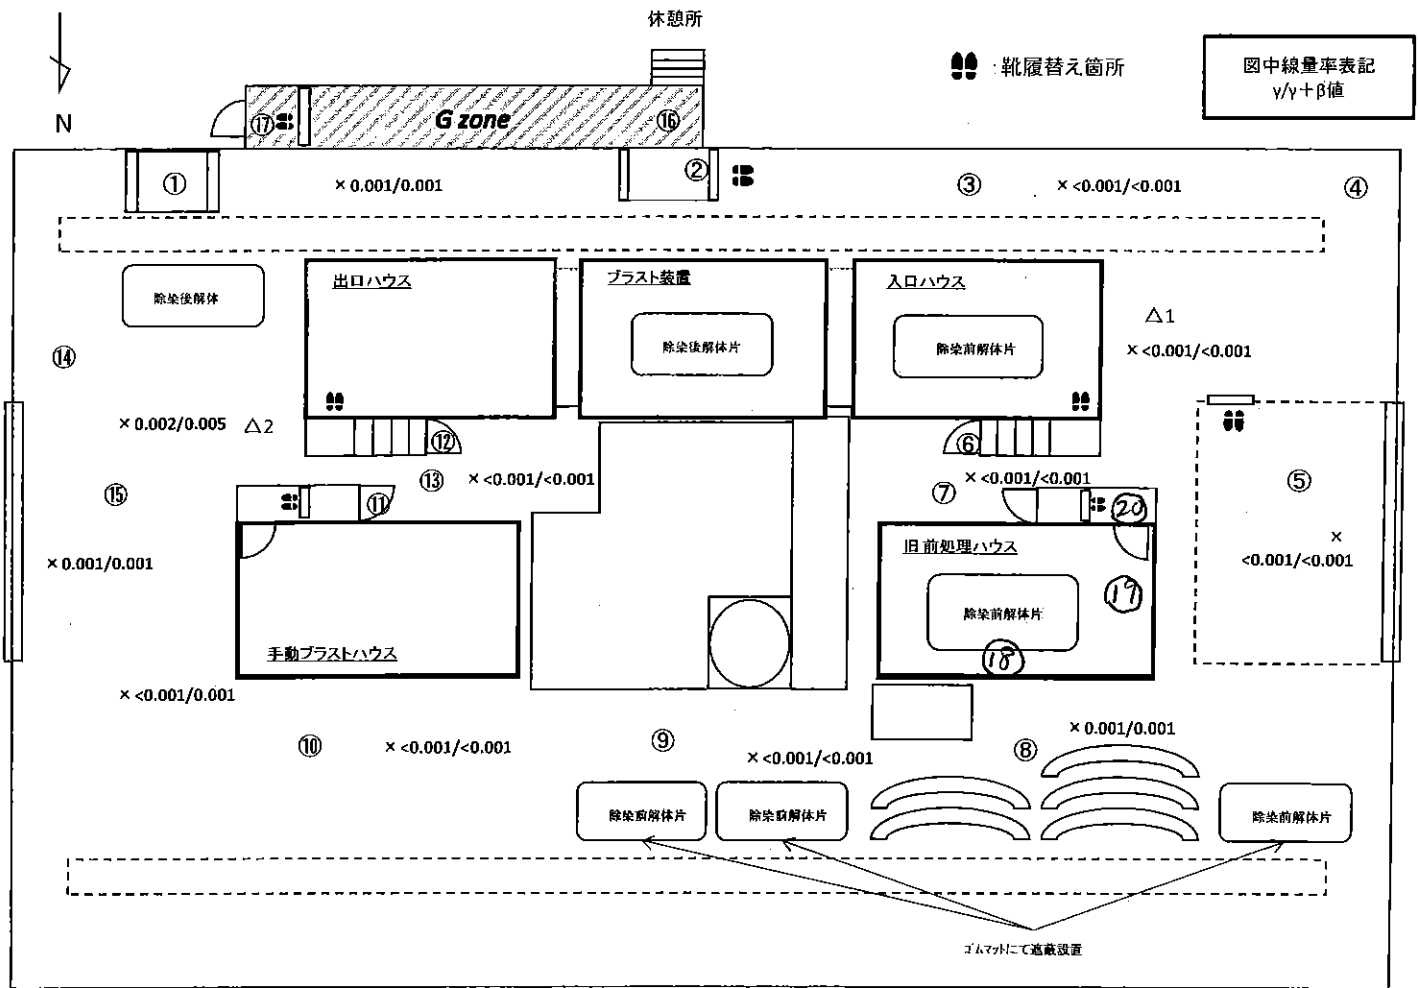 休憩所
:靴履替え箇所
図中線量率表記
γ/γ+β値
N
G zone
⑰
⑯
①
× 0.001/0.001
②
③
× <0.001/<0.001
④
出口ハウス
ブラスト装置
入口ハウス
除染後解体
除染後解体片
除染前解体片
△1
× <0.001/<0.001
⑭
× 0.002/0.005
△2
⑫
⑥
⑬
× <0.001/<0.001
× <0.001/<0.001
⑮
⑪
⑦
⑳
⑤
× 0.001/0.001
×
<0.001/<0.001
旧前処理ハウス
除染前解体片
⑲
⑱
手動ブラストハウス
× <0.001/0.001
⑩
× <0.001/<0.001
⑨
× <0.001/<0.001
⑧
× 0.001/0.001
除染前解体片
除染前解体片
除染前解体片
ゴムマットにて遮蔽設置